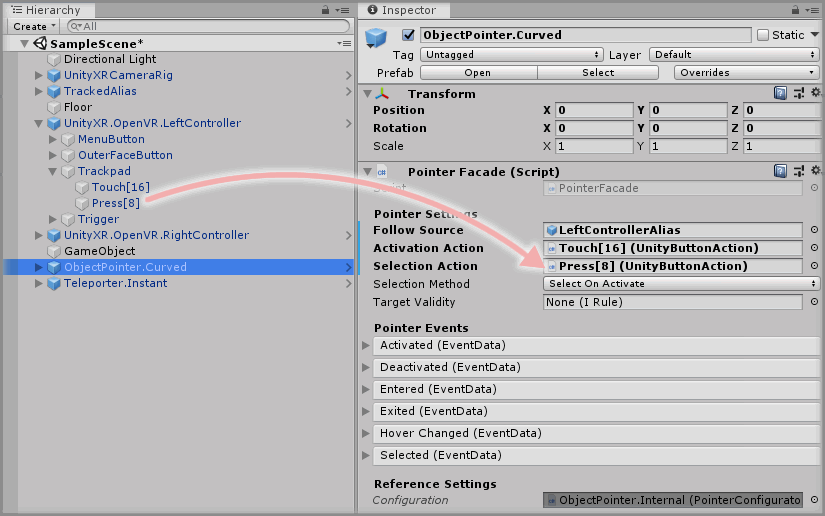 Hierarchy
Create
All
SampleScene*
Directional Light
UnityXRCameraRig
TrackedAlias
Floor
UnityXR.OpenVR.LeftController
MenuButton
OuterFaceButton
Trackpad
Touch[16]
Press[8]
Trigger
UnityXR.OpenVR.RightController
GameObject
ObjectPointer.Curved
Teleporter.Instant
Inspector
ObjectPointer.Curved Static
Tag Untagged Layer Default
Prefab Open Select Overrides
Transform
Position X 0 Y 0 Z 0
Rotation X 0 Y 0 Z 0
Scale X 1 Y 1 Z 1
Pointer Facade (Script)
Script PointerFacade
Pointer Settings
Follow Source LeftControllerAlias
Activation Action Touch[16] (UnityButtonAction)
Selection Action Press[8] (UnityButtonAction)
Selection Method Select On Activate
Target Validity None (I Rule)
Pointer Events
Activated (EventData)
Deactivated (EventData)
Entered (EventData)
Exited (EventData)
Hover Changed (EventData)
Selected (EventData)
Reference Settings
Configuration ObjectPointer.Internal (PointerConfigurato